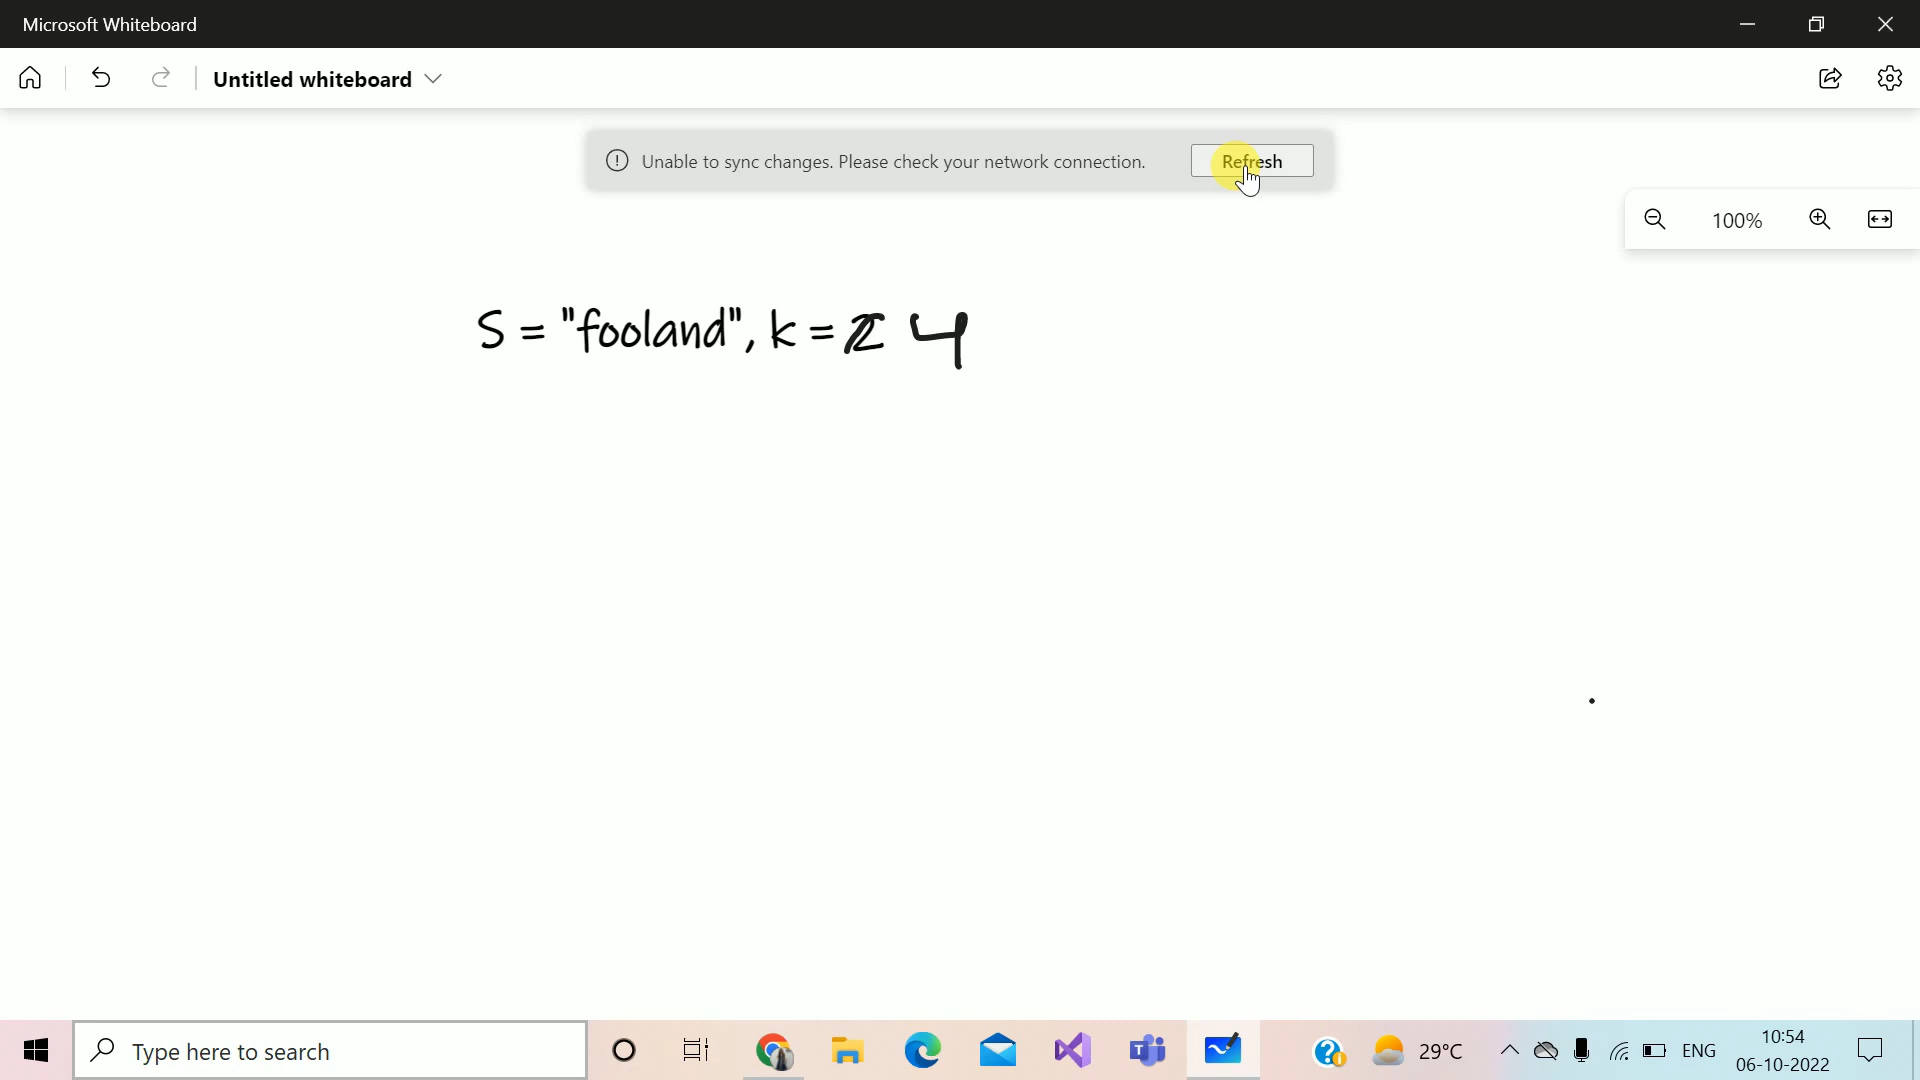 Microsoft Whiteboard
Untitled whiteboard
Unable to sync changes. Please check your network connection. Refresh
100%
S = "fooland", k = 2 4
Type here to search
29°C
ENG
10:54
06-10-2022